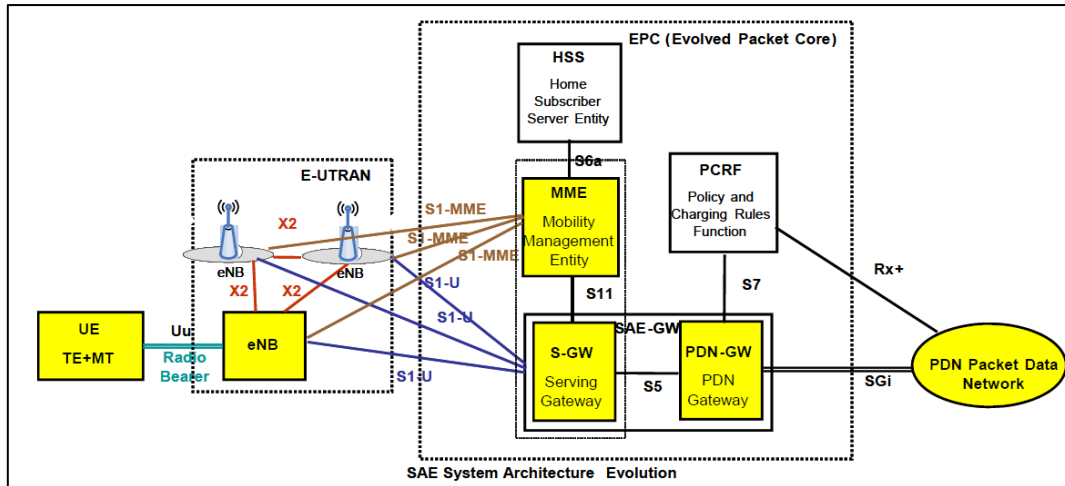 EPC (Evolved Packet Core)
HSS
Home
Subscriber
Server Entity
S6a
E-UTRAN
MME
Mobility
Management
Entity
PCRF
Policy and
Charging Rules
Function
S1-MME
S1-MME
S1-MME
X2
eNB
eNB
X2
X2
S1-U
S1-U
S1-U
S11
S7
Rx+
UE
TE+MT
Uu
Radio
Bearer
eNB
SAE-GW
S-GW
Serving
Gateway
S5
PDN-GW
PDN
Gateway
SGi
PDN Packet Data
Network
SAE System Architecture Evolution